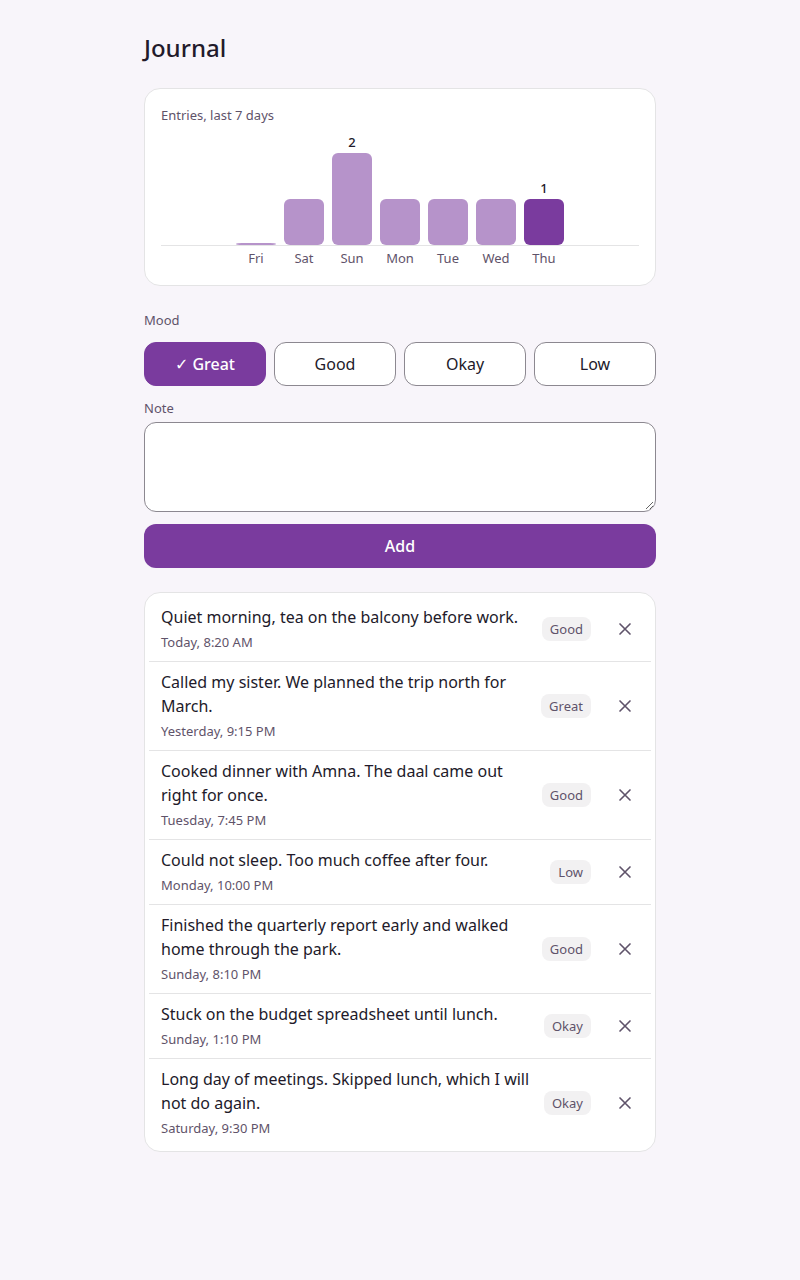 Journal
Entries, last 7 days
2
1
Fri Sat Sun Mon Tue Wed Thu
Mood
✓ Great Good Okay Low
Note
Add
Quiet morning, tea on the balcony before work.
Today, 8:20 AM
Good
Called my sister. We planned the trip north for
March.
Yesterday, 9:15 PM
Great
Cooked dinner with Amna. The daal came out
right for once.
Tuesday, 7:45 PM
Good
Could not sleep. Too much coffee after four.
Monday, 10:00 PM
Low
Finished the quarterly report early and walked
home through the park.
Sunday, 8:10 PM
Good
Stuck on the budget spreadsheet until lunch.
Sunday, 1:10 PM
Okay
Long day of meetings. Skipped lunch, which I will
not do again.
Saturday, 9:30 PM
Okay